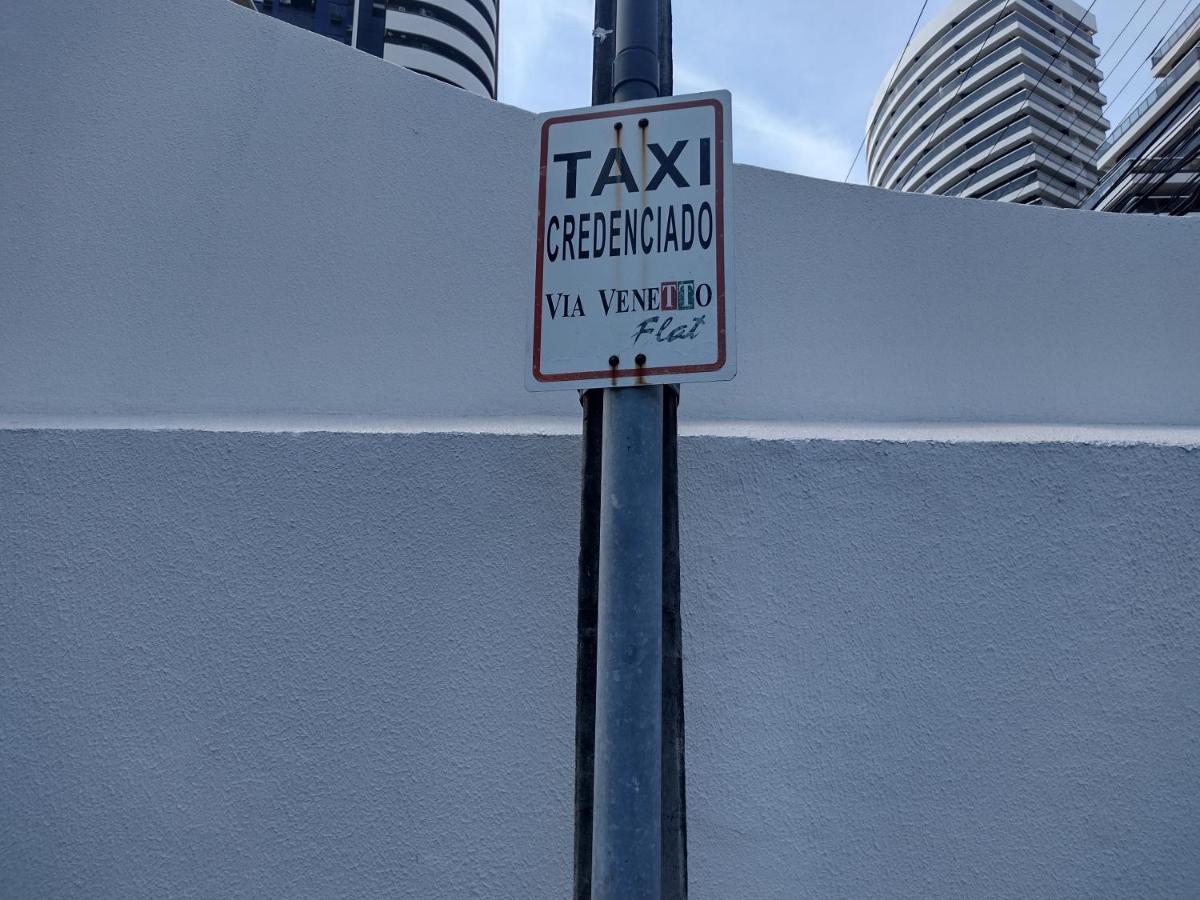 TAXI
CREDENCIADO
VIA VENETTO
Flat